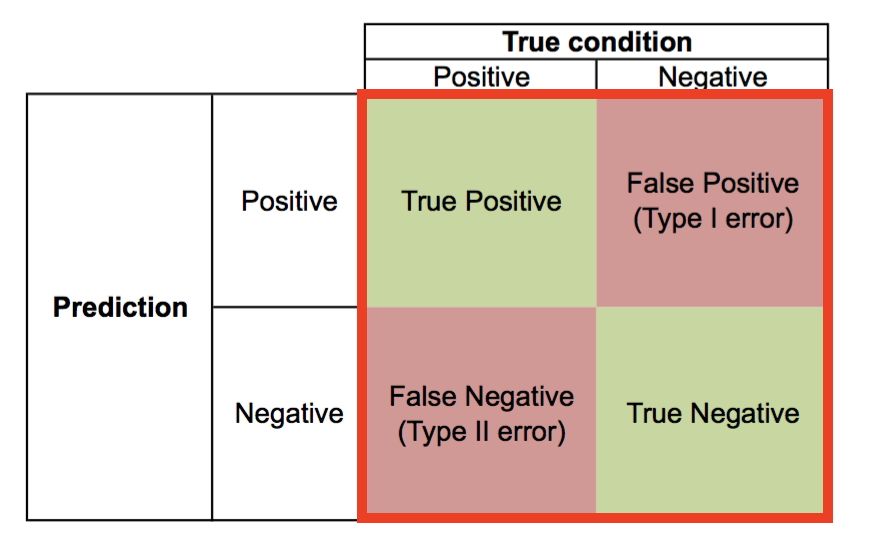 True condition
Positive
Negative
Positive
True Positive
False Positive
(Type I error)
Prediction
Negative
False Negative
(Type II error)
True Negative